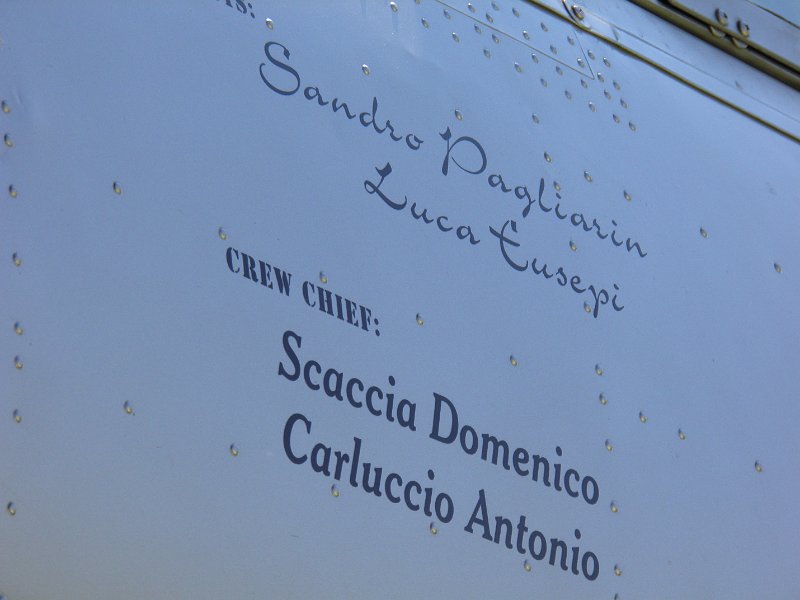 Sandro Pagliarin
Luca Eusepi
CREW CHIEF:
Scaccia Domenico
Carluccio Antonio